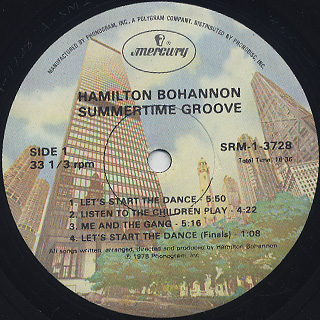 MANUFACTURED BY PHONOGRAM, INC., A POLYGRAM COMPANY. DISTRIBUTED BY PHONODISC, INC.
mercury
HAMILTON BOHANNON
SUMMERTIME GROOVE
SIDE 1
33 1/3 rpm
SRM-1-3728
Total Time: 16:36
1. LET'S START THE DANCE - 5:50
2. LISTEN TO THE CHILDREN PLAY - 4:22
3. ME AND THE GANG - 5:16
4. LET'S START THE DANCE (Finals) - 1:08
All songs written, arranged, directed and produced by Hamilton Bohannon
℗ 1978 Phonogram, Inc.